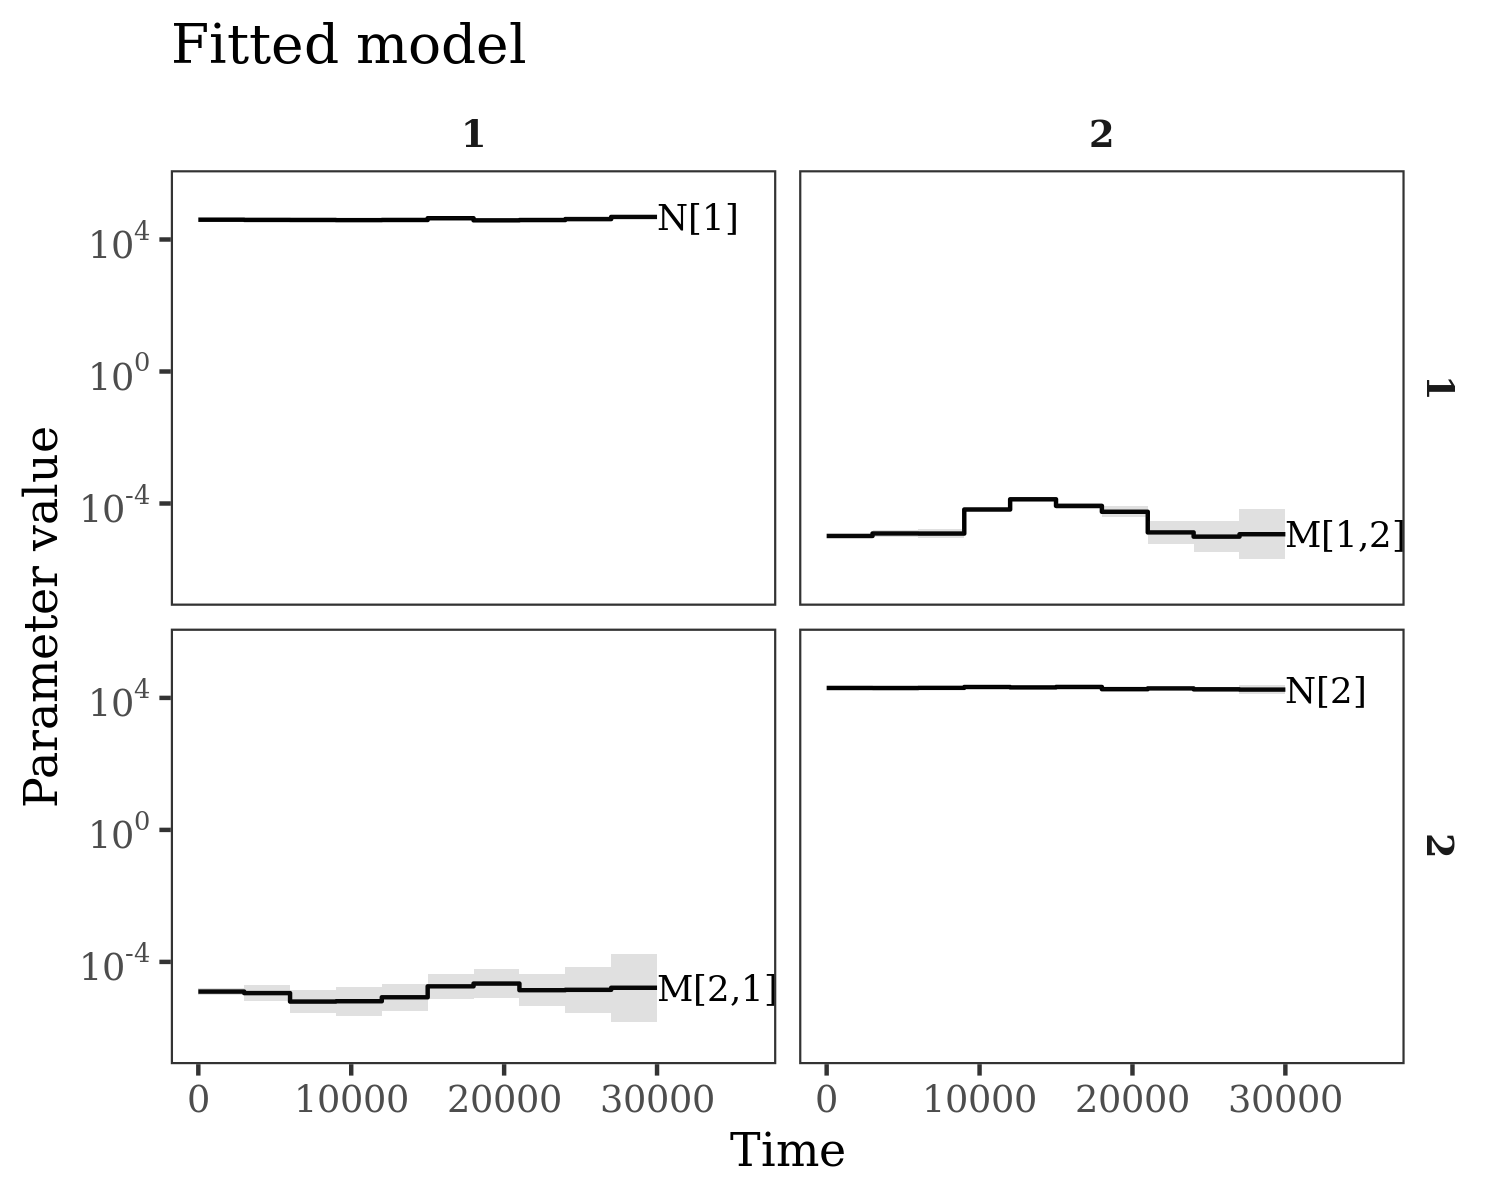 Fitted model
1 2
10^4 N[1]
10^0
10^-4 M[1,2]
1
Parameter value
10^4 N[2]
10^0
10^-4 M[2,1]
2
0 10000 20000 30000 0 10000 20000 30000
Time